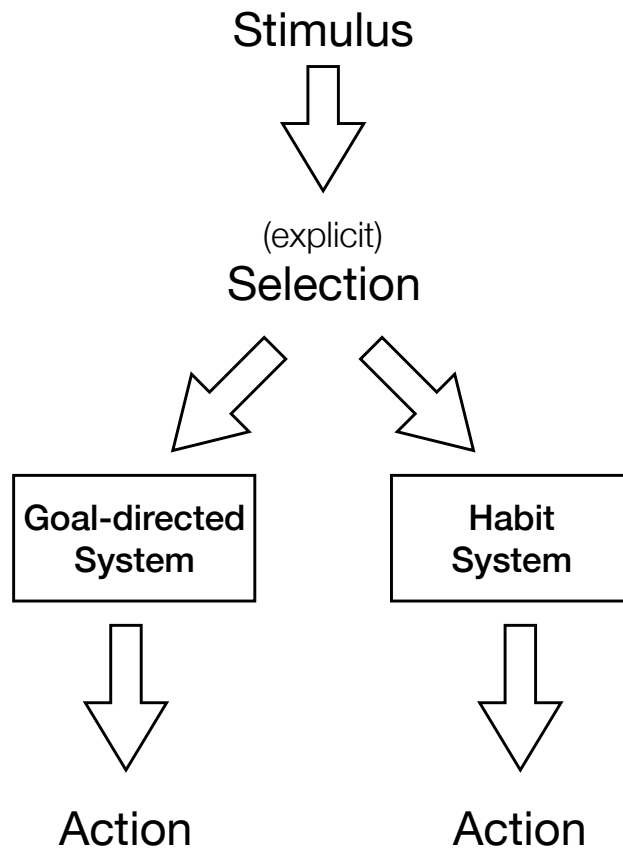 Stimulus
(explicit)
Selection
Goal-directed
System
Habit
System
Action
Action